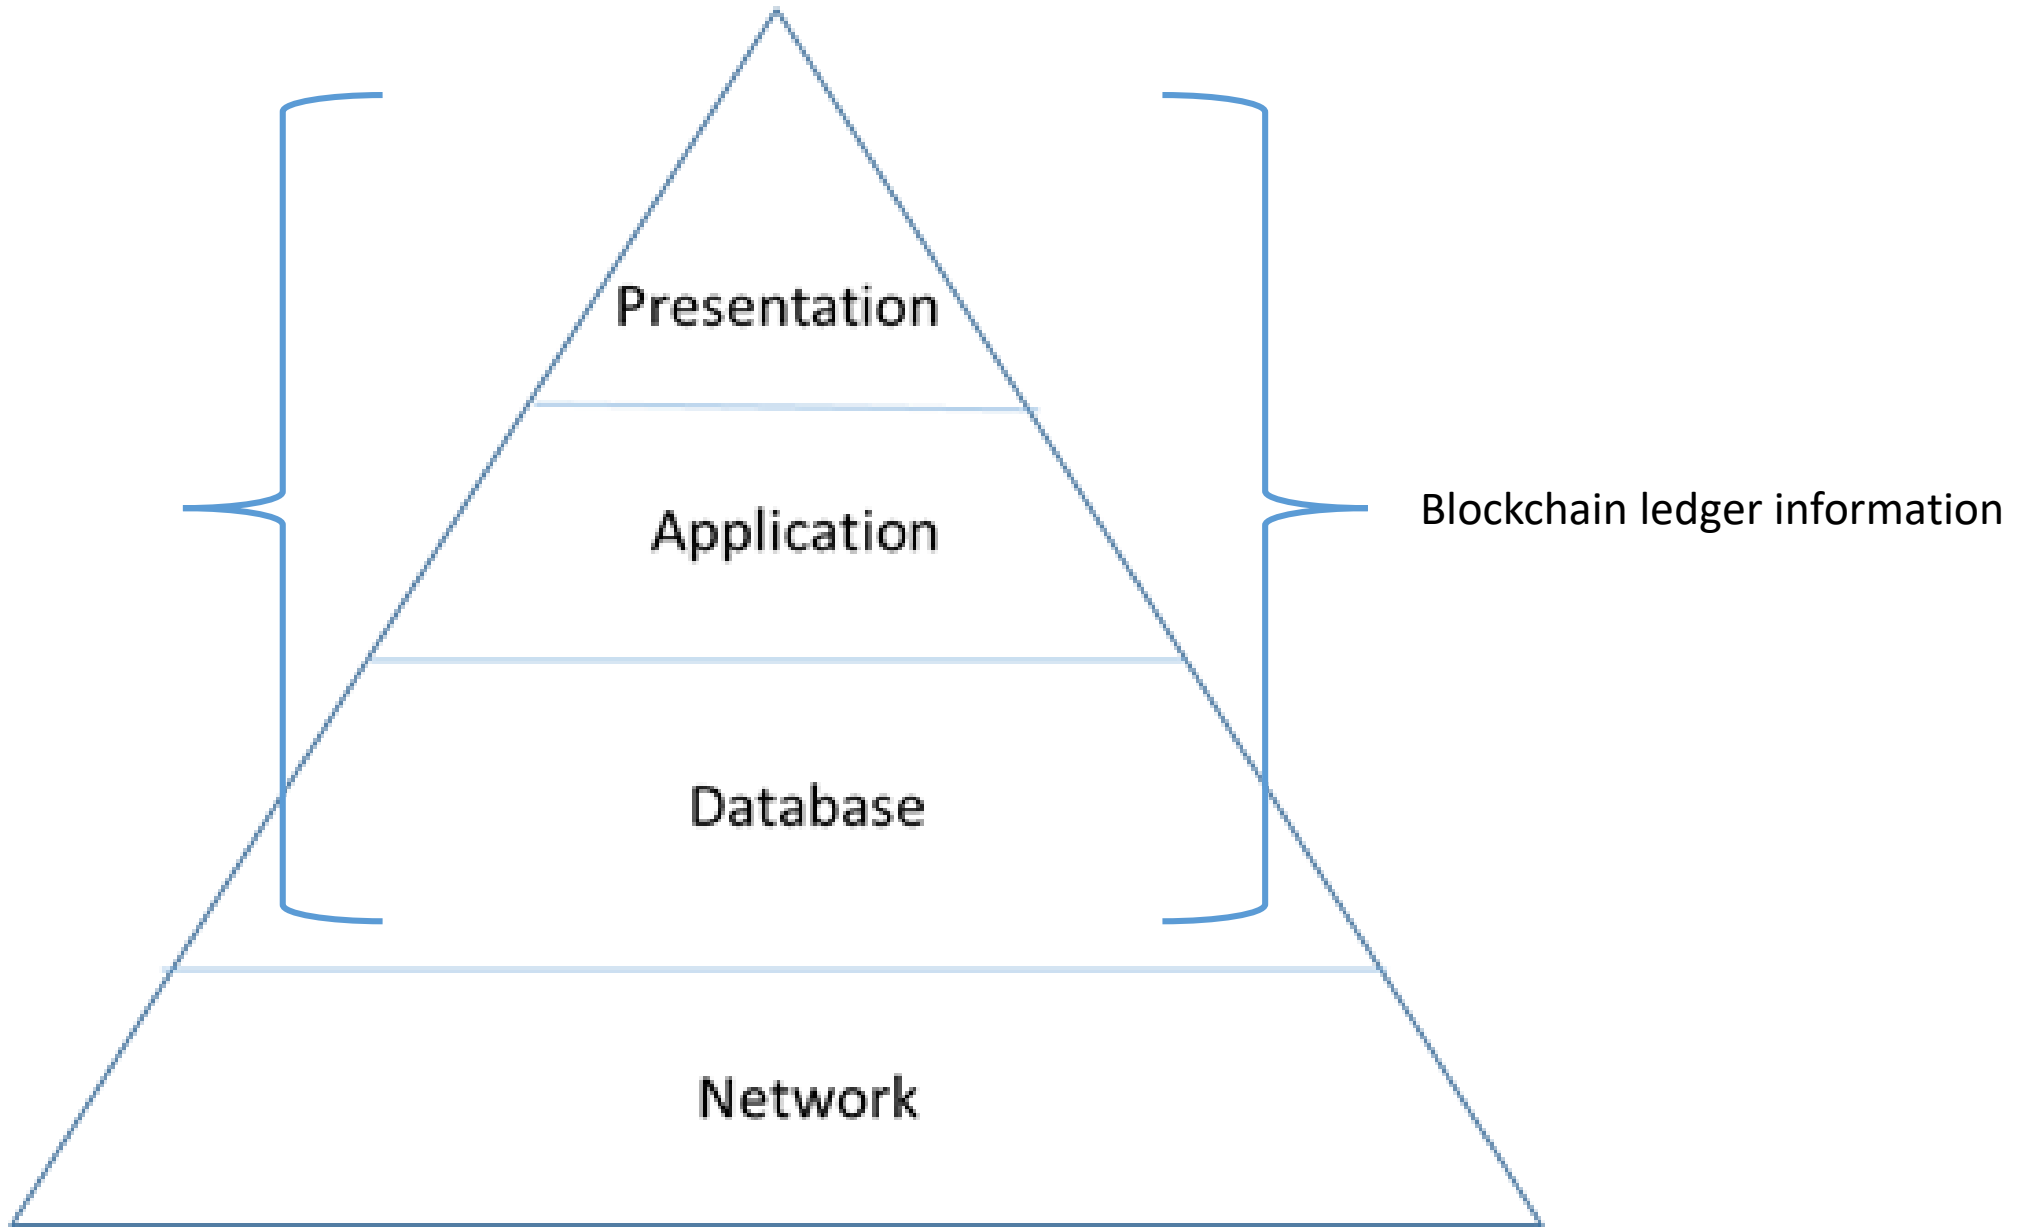 Presentation
Application
Blockchain ledger information
Database
Network